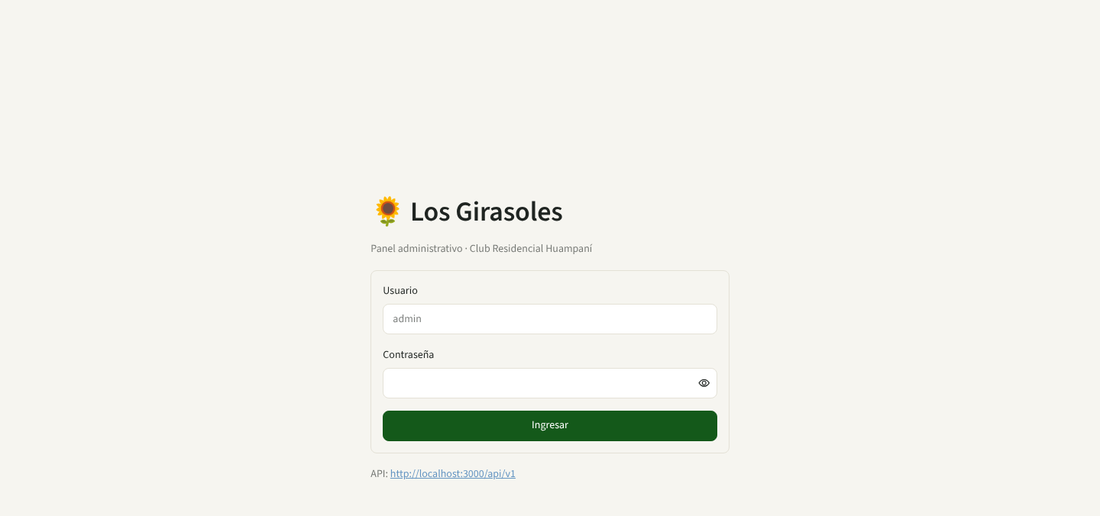 Los Girasoles
Panel administrativo · Club Residencial Huampaní
Usuario
admin
Contraseña
Ingresar
API: http://localhost:3000/api/v1